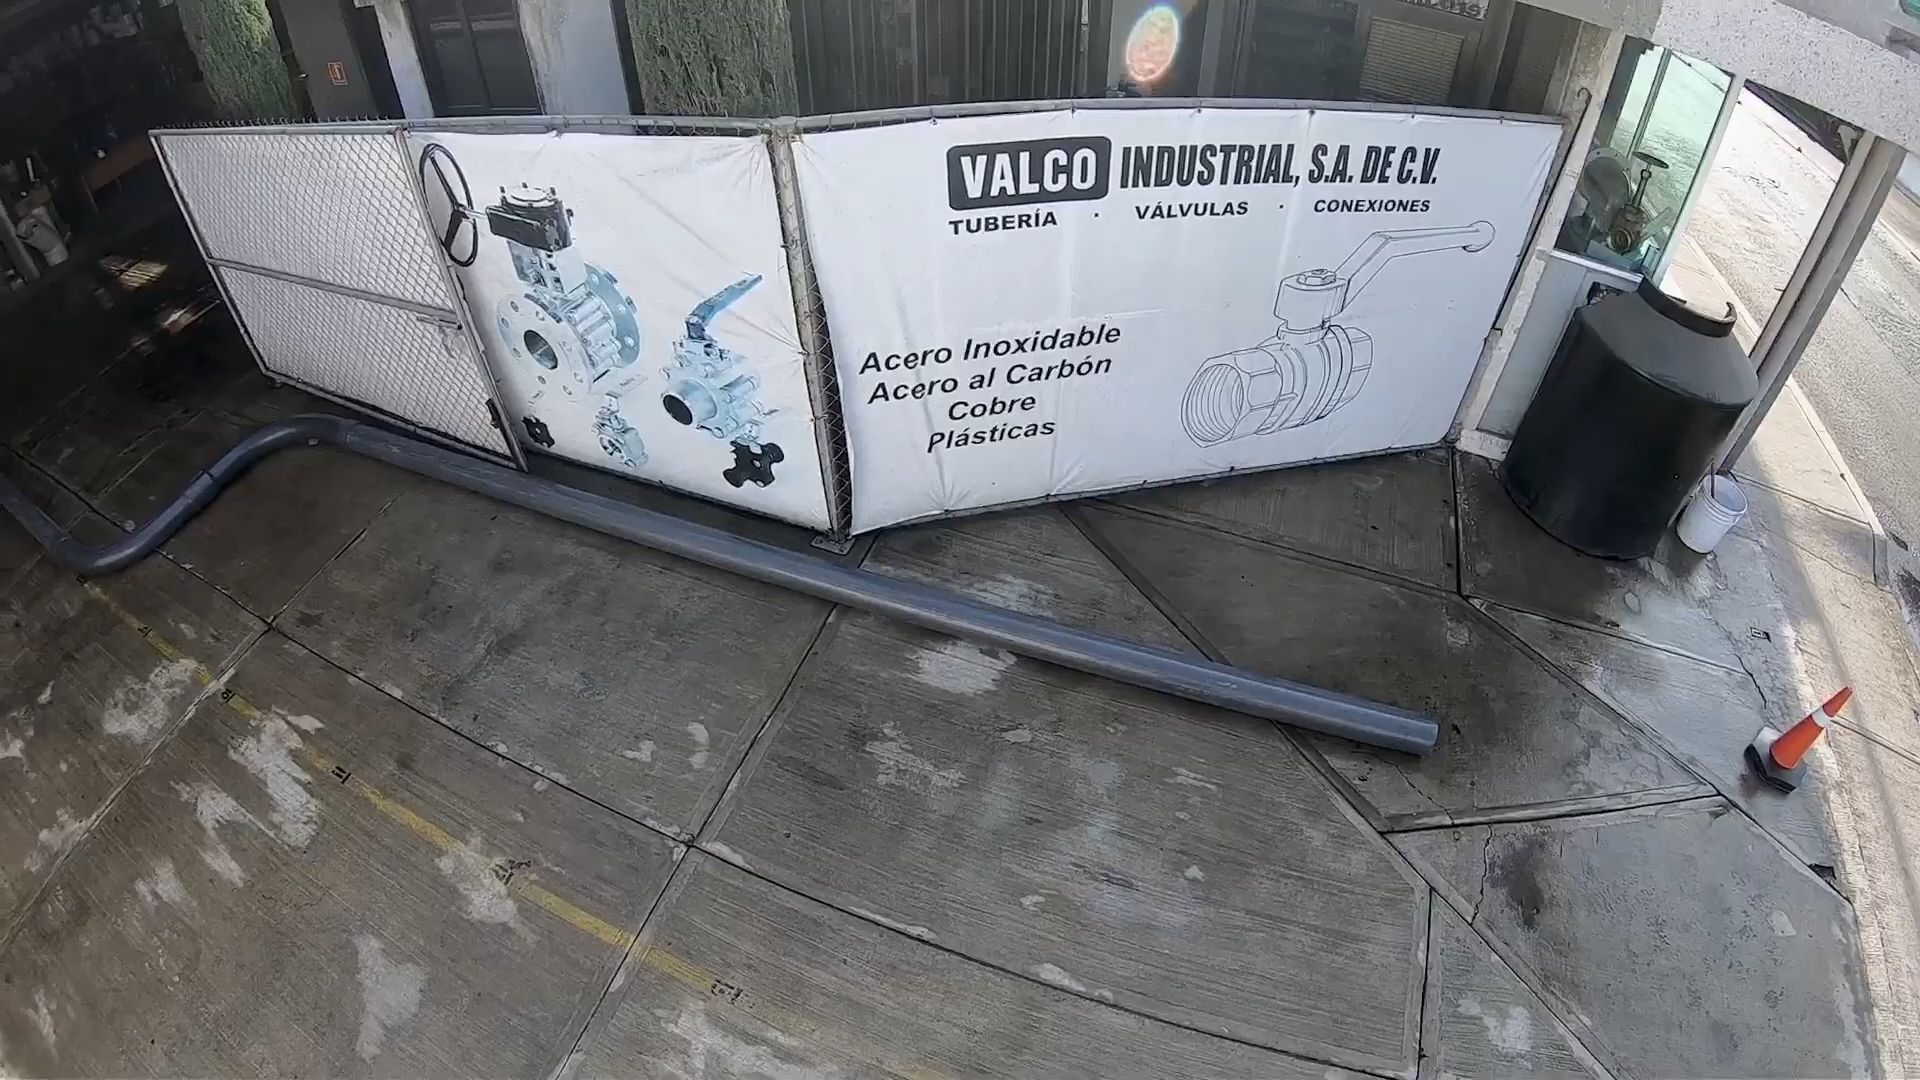 VALCO INDUSTRIAL, S.A. DE C.V.
TUBERÍA · VÁLVULAS · CONEXIONES
Acero Inoxidable
Acero al Carbón
Cobre
Plásticas